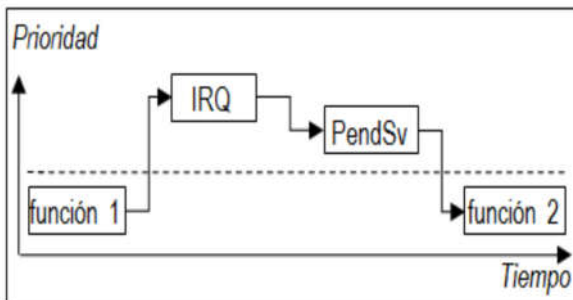 Prioridad
IRQ
PendSv
función 1
función 2
Tiempo